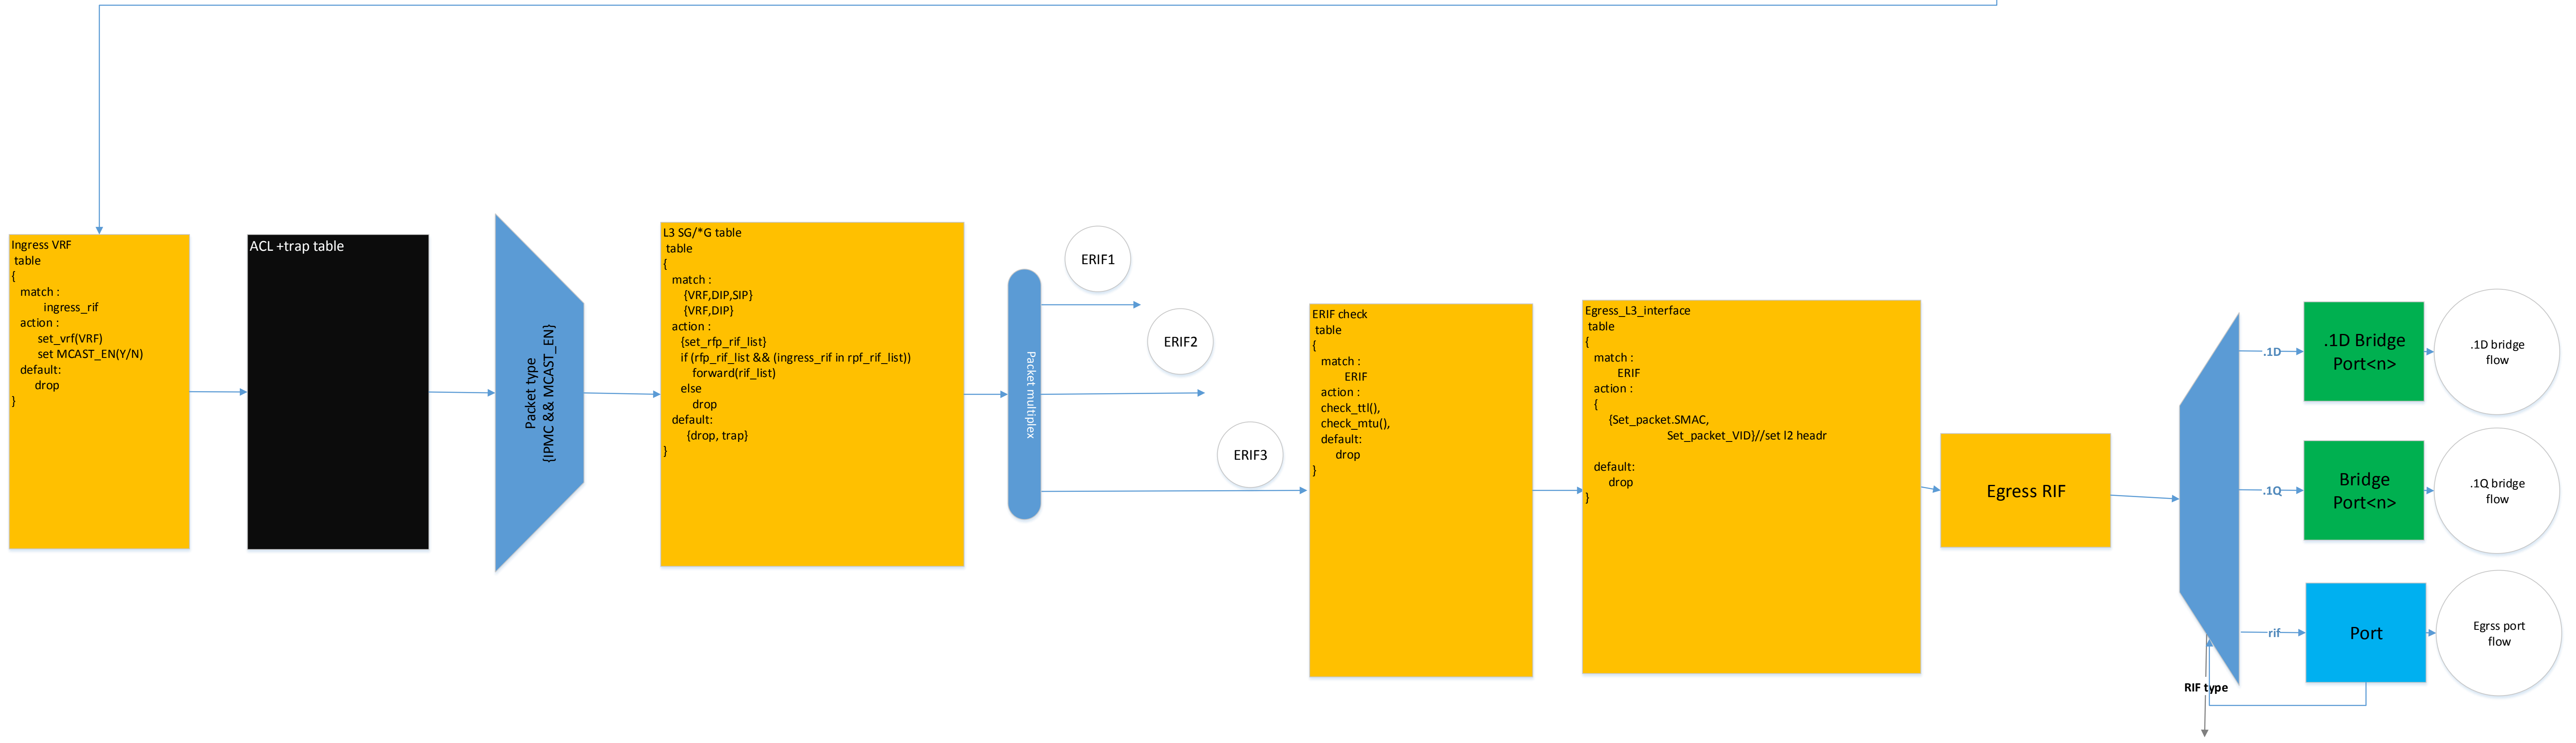 Ingress VRF
table
{
match :
ingress_rif
action :
set_vrf(VRF)
set MCAST_EN(Y/N)
default:
drop
}
ACL +trap table
Packet type
{IPMC && MCAST_EN}
L3 SG/*G table
table
{
match :
{VRF,DIP,SIP}
{VRF,DIP}
action :
{set_rfp_rif_list}
if (rfp_rif_list && (ingress_rif in rpf_rif_list))
forward(rif_list)
else
drop
default:
{drop, trap}
}
Packet multiplex
ERIF1
ERIF2
ERIF3
ERIF check
table
{
match :
ERIF
action :
check_ttl(),
check_mtu(),
default:
drop
}
Egress_L3_interface
table
{
match :
ERIF
action :
{
{Set_packet.SMAC,
Set_packet_VID}//set l2 headr
default:
drop
}
Egress RIF
RIF type
.1D
.1D Bridge
Port<n>
.1D bridge
flow
.1Q
Bridge
Port<n>
.1Q bridge
flow
rif
Port
Egrss port
flow